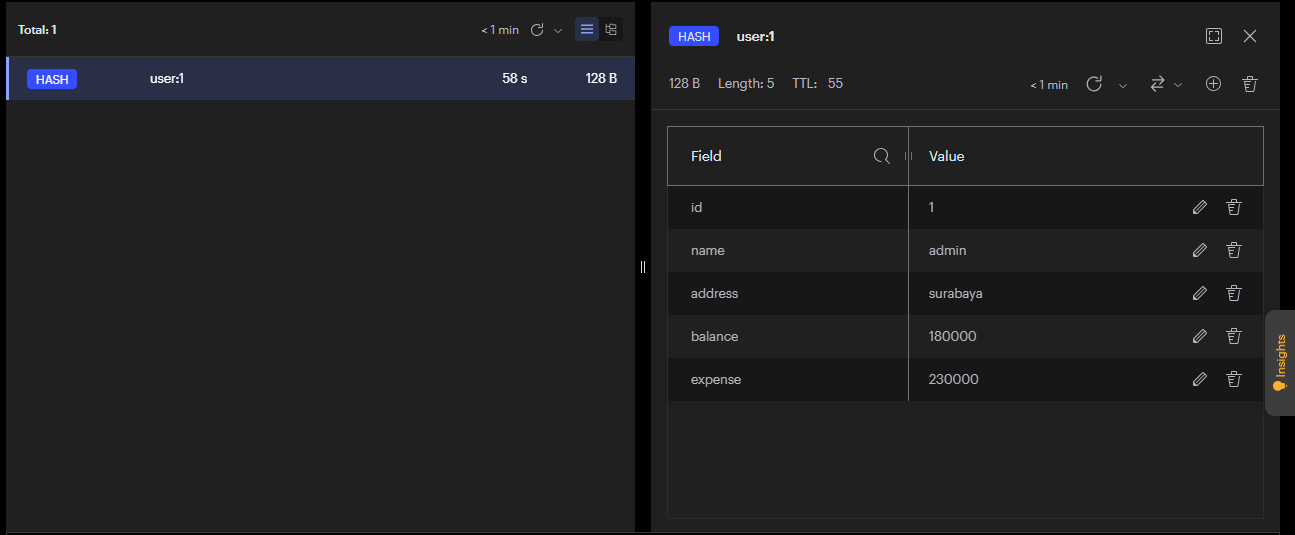 Total: 1
< 1 min
HASH user:1 58 s 128 B
HASH user:1
128 B Length: 5 TTL: 55 < 1 min
Field Value
id 1
name admin
address surabaya
balance 180000
expense 230000
Insights